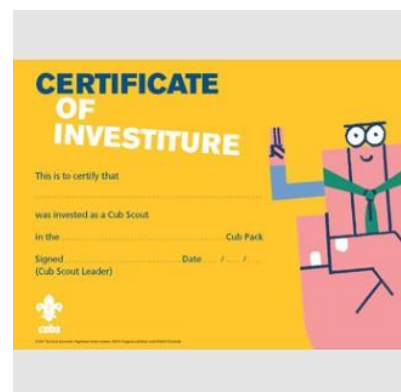 CERTIFICATE
OF
INVESTITURE
This is to certify that
was invested as a Cub Scout
in the Cub Pack
Signed Date / /
(Cub Scout Leader)
cubs